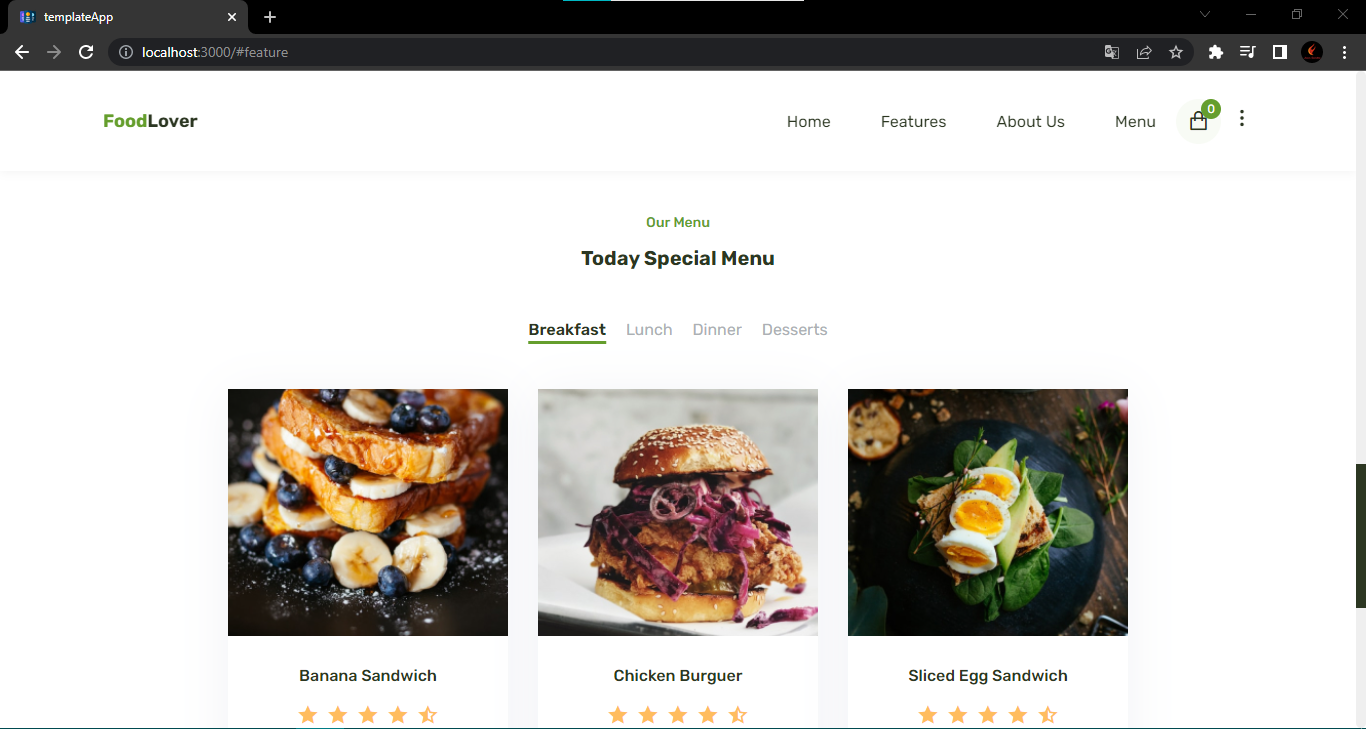 templateApp
localhost:3000/#feature
FoodLover
Home Features About Us Menu 0
Our Menu
Today Special Menu
Breakfast Lunch Dinner Desserts
Banana Sandwich Chicken Burguer Sliced Egg Sandwich